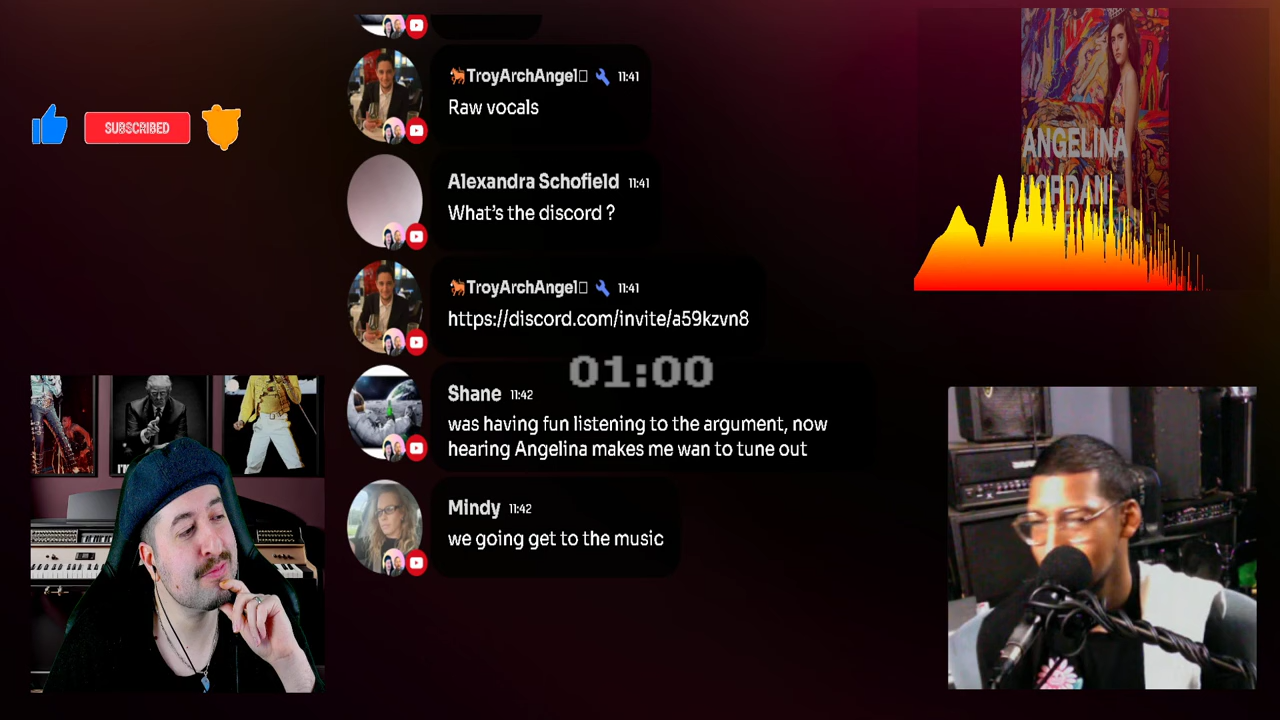 SUBSCRIBED
TroyArchAngel 11:41
Raw vocals
Alexandra Schofield 11:41
What's the discord ?
TroyArchAngel 11:41
https://discord.com/invite/a59kzvn8
01:00
Shane 11:42
was having fun listening to the argument, now
hearing Angelina makes me wan to tune out
Mindy 11:42
we going get to the music
ANGELINA
JORDAN